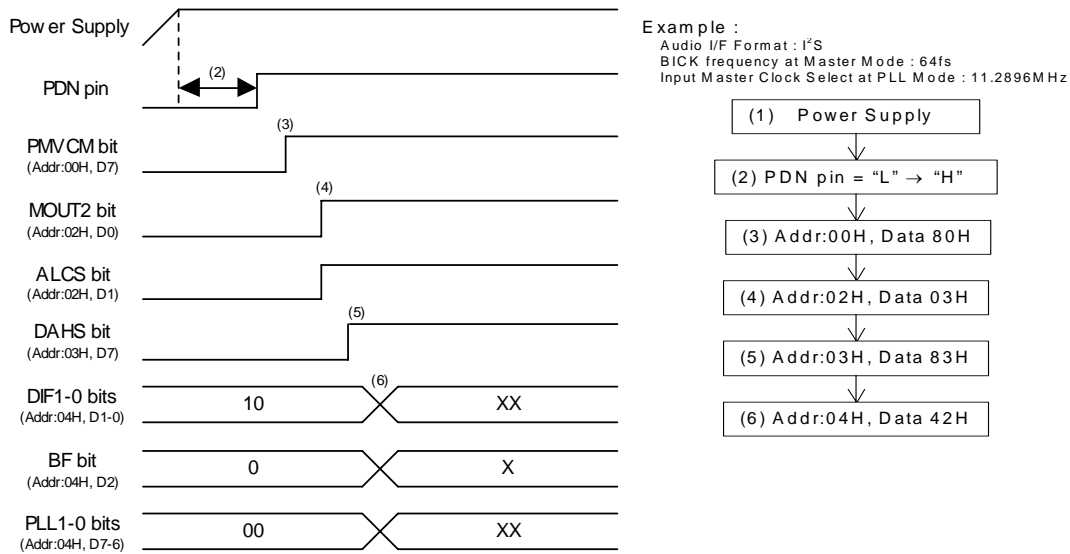 Power Supply
PDN pin
(2)
PMVCM bit
(Addr:00H, D7)
(3)
MOUT2 bit
(Addr:02H, D0)
(4)
ALCS bit
(Addr:02H, D1)
DAHS bit
(Addr:03H, D7)
(5)
DIF1-0 bits
(Addr:04H, D1-0)
10
(6)
XX
BF bit
(Addr:04H, D2)
0
X
PLL1-0 bits
(Addr:04H, D7-6)
00
XX
Example :
Audio I/F Format : I²S
BICK frequency at Master Mode : 64fs
Input Master Clock Select at PLL Mode : 11.2896MHz
(1) Power Supply
(2) PDN pin = “L” → “H”
(3) Addr:00H, Data 80H
(4) Addr:02H, Data 03H
(5) Addr:03H, Data 83H
(6) Addr:04H, Data 42H